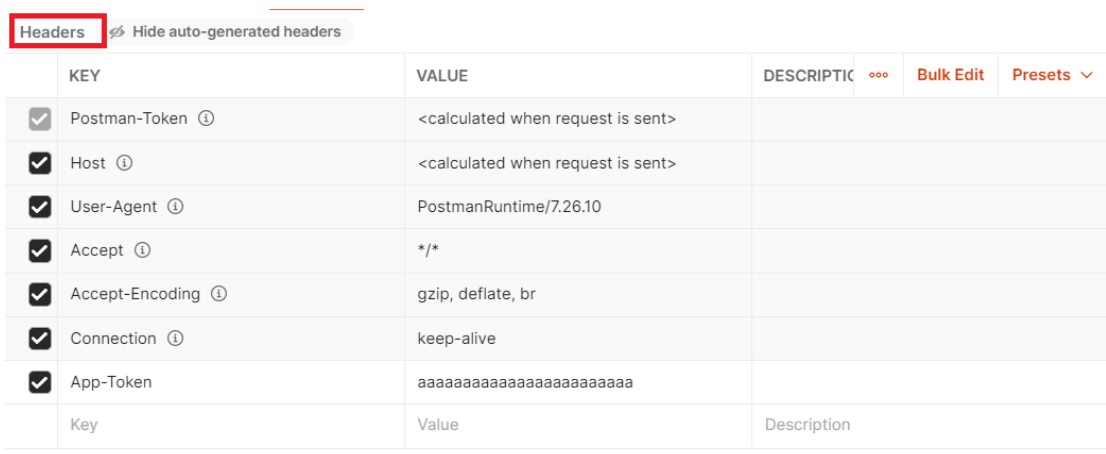 Headers Hide auto-generated headers
KEY VALUE DESCRIPTIC ooo Bulk Edit Presets
Postman-Token <calculated when request is sent>
Host <calculated when request is sent>
User-Agent PostmanRuntime/7.26.10
Accept */*
Accept-Encoding gzip, deflate, br
Connection keep-alive
App-Token aaaaaaaaaaaaaaaaaaaaaaaaa
Key Value Description